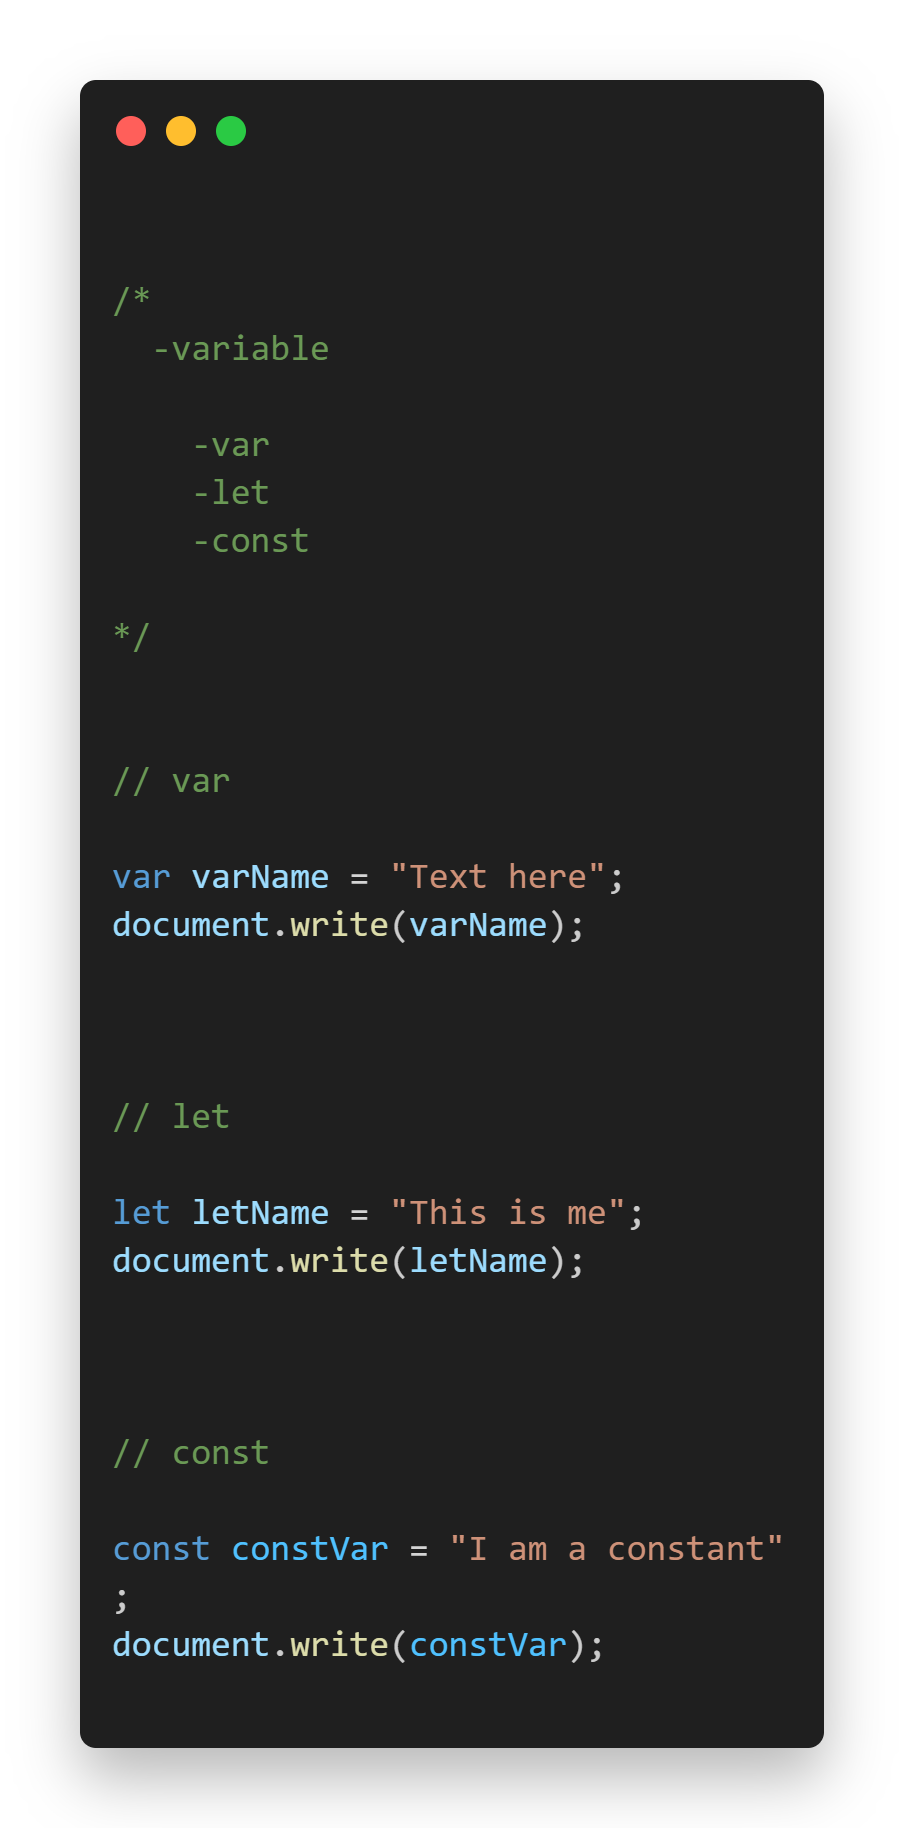 /*
  -variable
    -var
    -let
    -const
*/
// var
var varName = "Text here";
document.write(varName);
// let
let letName = "This is me";
document.write(letName);
// const
const constVar = "I am a constant"
;
document.write(constVar);